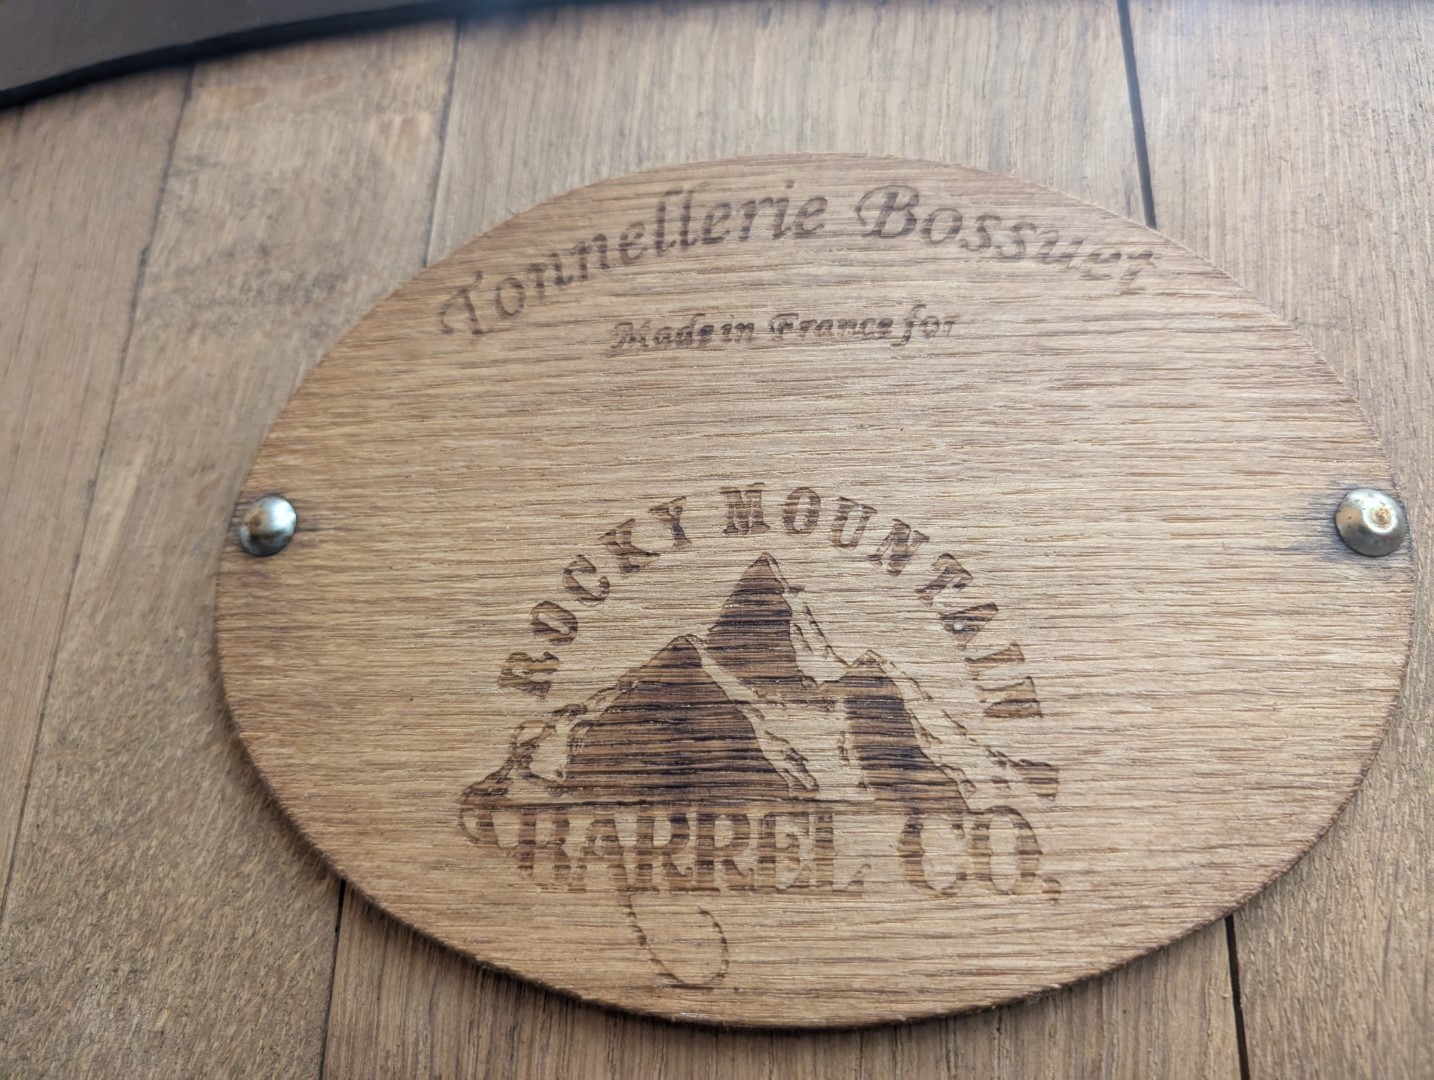 Tonnellerie Bossuet
Made in France for
ROCKY MOUNTAIN
BARREL CO.